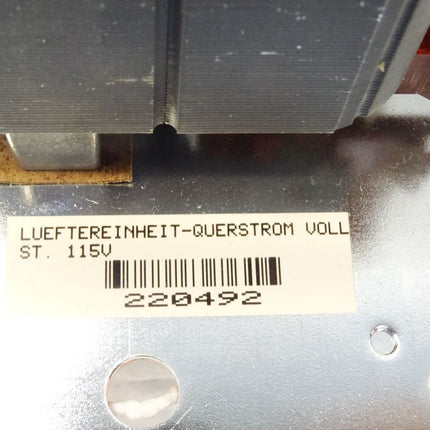 LUEFTEREINHEIT-QUERSTROM VOLL
ST. 115V
220492